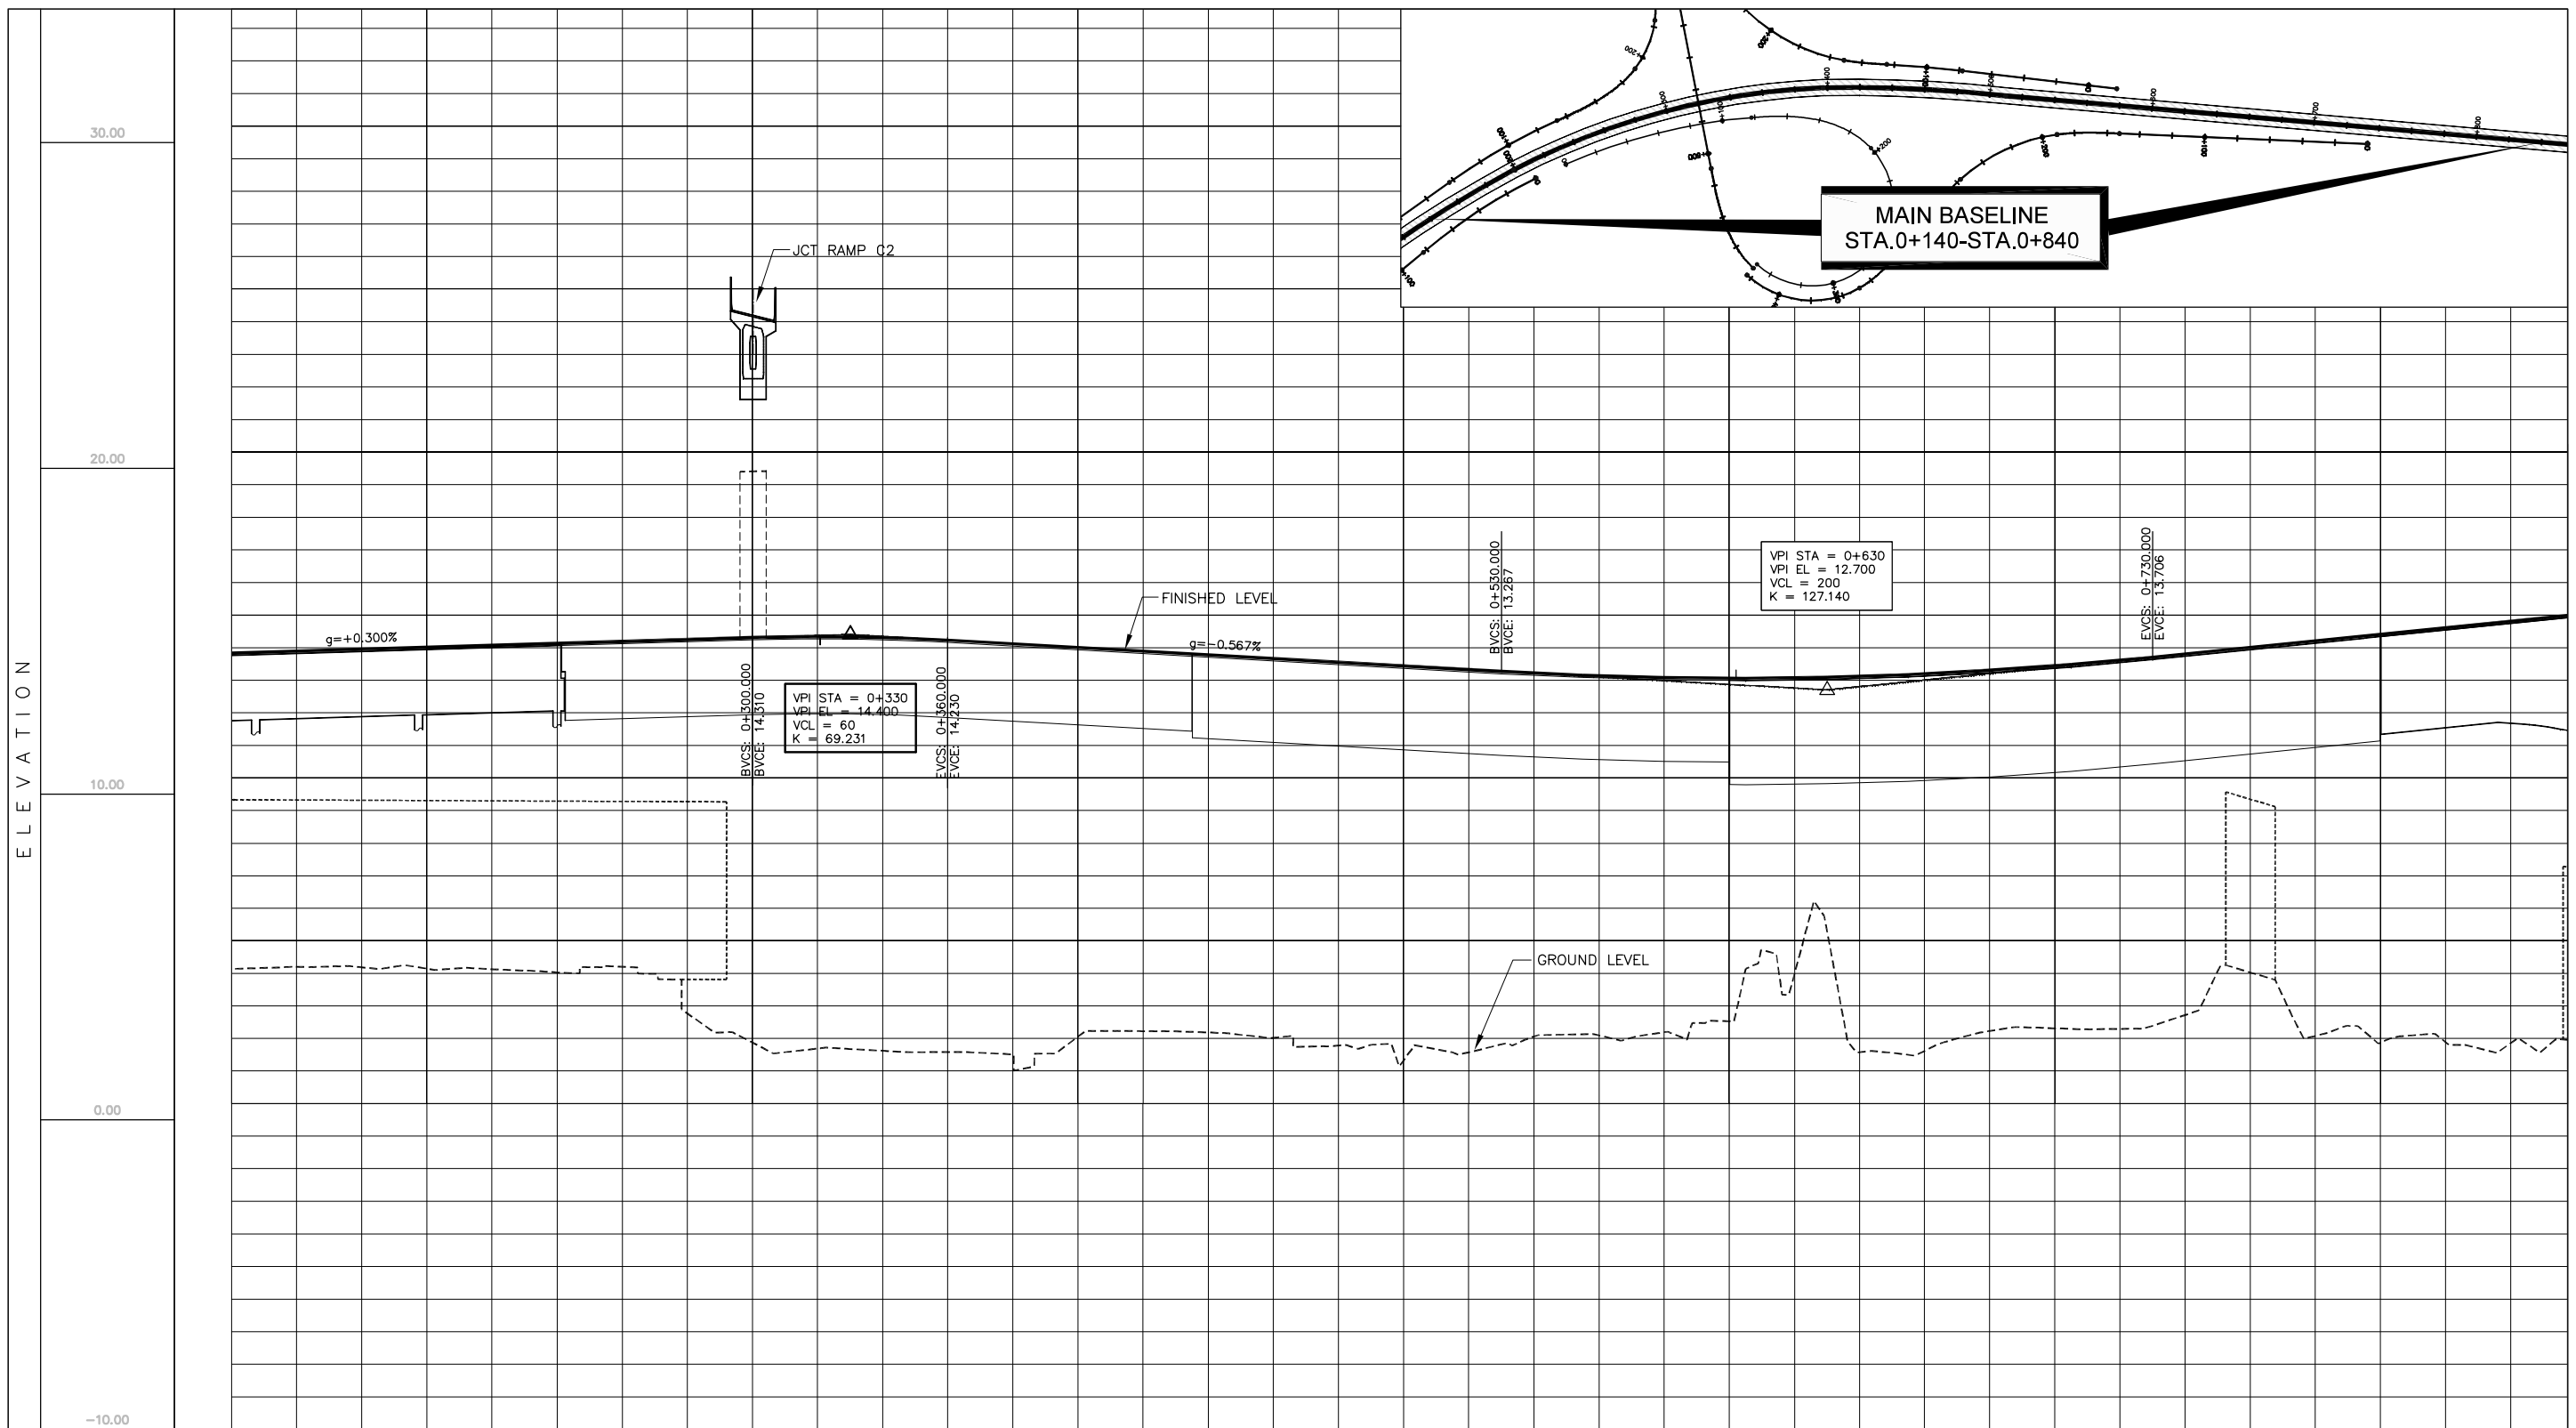 ELEVATION
30.00
20.00
10.00
0.00
-10.00
MAIN BASELINE
STA.0+140-STA.0+840
JCT RAMP C2
FINISHED LEVEL
g=+0.300%
g=-0.567%
BVCS: 0+300.000
BVCE: 14.310
VPI STA = 0+330
VPI EL = 14.400
VCL = 60
K = 69.231
EVCS: 0+360.000
EVCE: 14.230
BVCS: 0+530.000
BVCE: 13.267
VPI STA = 0+630
VPI EL = 12.700
VCL = 200
K = 127.140
EVCS: 0+730.000
EVCE: 13.706
GROUND LEVEL